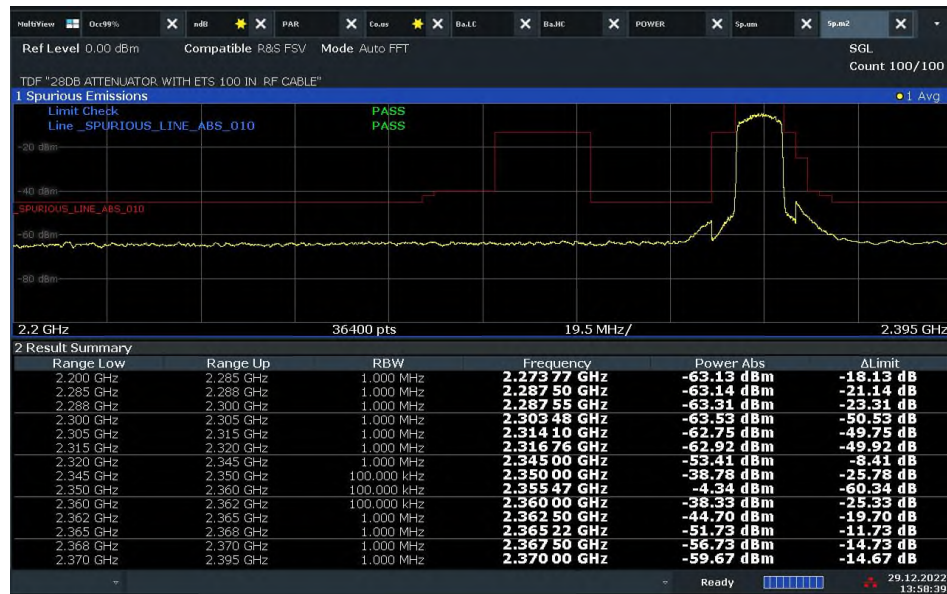 MultiView Occ99% ndB PAR Co.us Ba.LC Ba.HC POWER Sp.um Sp.m2
Ref Level 0.00 dBm Compatible R&S FSV Mode Auto FFT SGL
Count 100/100
TDF "28DB ATTENUATOR WITH ETS 100 IN RF CABLE"
1 Spurious Emissions 1 Avg
Limit Check PASS
Line _SPURIOUS_LINE_ABS_010 PASS
-20 dBm
-40 dBm
_SPURIOUS_LINE_ABS_010
-60 dBm
-80 dBm
2.2 GHz 36400 pts 19.5 MHz/ 2.395 GHz
2 Result Summary
Range Low Range Up RBW Frequency Power Abs ΔLimit
2.200 GHz 2.285 GHz 1.000 MHz 2.273 77 GHz -63.13 dBm -18.13 dB
2.285 GHz 2.288 GHz 1.000 MHz 2.287 50 GHz -63.14 dBm -21.14 dB
2.288 GHz 2.300 GHz 1.000 MHz 2.287 55 GHz -63.31 dBm -23.31 dB
2.300 GHz 2.305 GHz 1.000 MHz 2.303 48 GHz -63.53 dBm -50.53 dB
2.305 GHz 2.315 GHz 1.000 MHz 2.314 10 GHz -62.75 dBm -49.75 dB
2.315 GHz 2.320 GHz 1.000 MHz 2.316 76 GHz -62.92 dBm -49.92 dB
2.320 GHz 2.345 GHz 1.000 MHz 2.345 00 GHz -53.41 dBm -8.41 dB
2.345 GHz 2.350 GHz 100.000 kHz 2.350 00 GHz -38.78 dBm -25.78 dB
2.350 GHz 2.360 GHz 100.000 kHz 2.355 47 GHz -4.34 dBm -60.34 dB
2.360 GHz 2.362 GHz 100.000 kHz 2.360 00 GHz -38.33 dBm -25.33 dB
2.362 GHz 2.365 GHz 1.000 MHz 2.362 50 GHz -44.70 dBm -19.70 dB
2.365 GHz 2.368 GHz 1.000 MHz 2.365 22 GHz -51.73 dBm -11.73 dB
2.368 GHz 2.370 GHz 1.000 MHz 2.367 50 GHz -56.73 dBm -14.73 dB
2.370 GHz 2.395 GHz 1.000 MHz 2.370 00 GHz -59.67 dBm -14.67 dB
Ready 29.12.2022
13:58:39